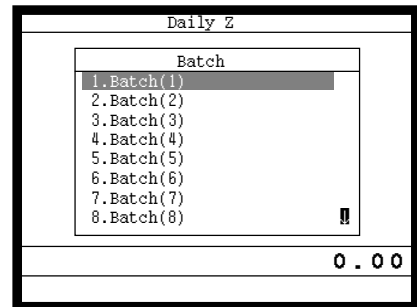 Daily Z
Batch
1.Batch(1)
2.Batch(2)
3.Batch(3)
4.Batch(4)
5.Batch(5)
6.Batch(6)
7.Batch(7)
8.Batch(8)
0.00